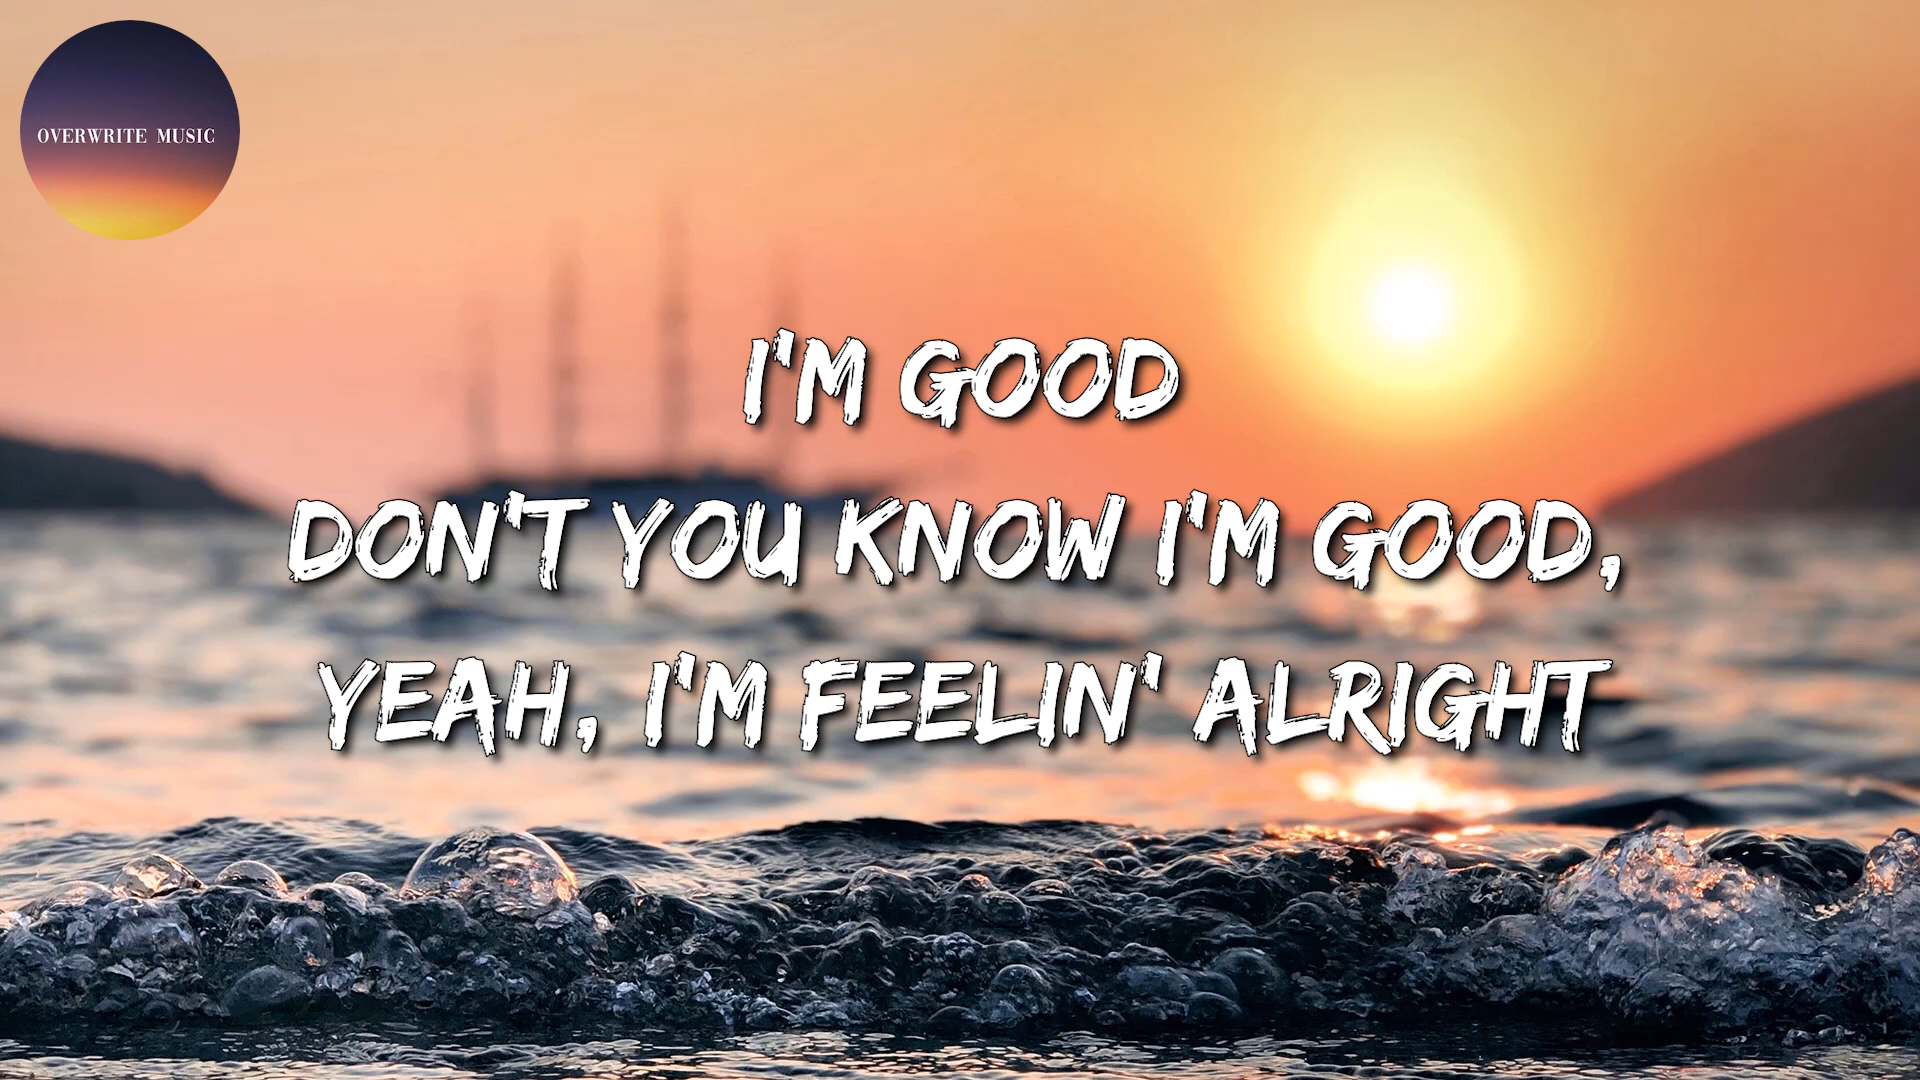 OVERWRITE MUSIC
I'M GOOD
DON'T YOU KNOW I'M GOOD,
YEAH, I'M FEELIN' ALRIGHT